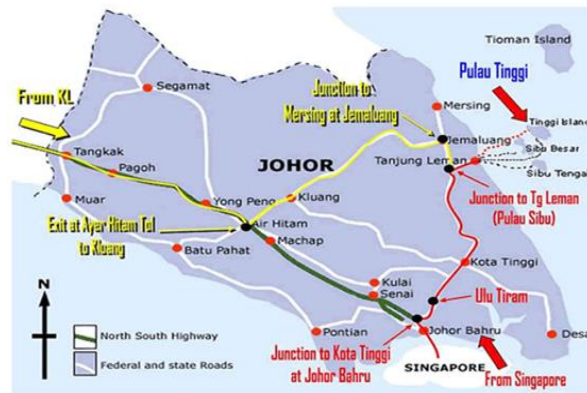 Tioman Island
Pulau Tinggi
Junction to
Mersing at Jemaluang
Segamat
From KL
Mersing
Tinggi Island
Jemaluang
Tangkak
JOHOR
Tanjung Leman
Sibu Besar
Pagoh
Sibu Tenga
Muar
Yong Peng
Kluang
Junction to Tg Leman
(Pulau Sibu)
Exit at Ayer Hitam Tol
to Kluang
Air Hitam
Batu Pahat
Machap
Kota Tinggi
Kulai
Senai
Ulu Tiram
N
North South Highway
Federal and state Roads
Pontian
Johor Bahru
Desa
Junction to Kota Tinggi
at Johor Bahru
SINGAPORE
From Singapore